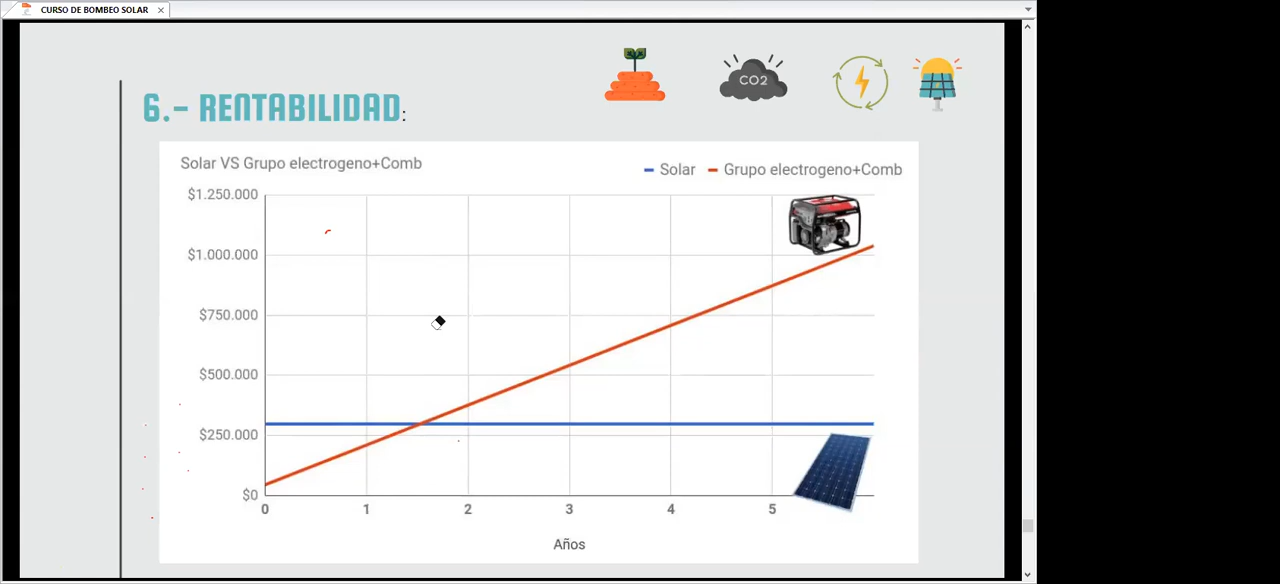 CURSO DE BOMBEO SOLAR
CO2
6.- RENTABILIDAD:
Solar VS Grupo electrogeno+Comb
Solar
Grupo electrogeno+Comb
$1.250.000
$1.000.000
$750.000
$500.000
$250.000
$0
0 1 2 3 4 5
Años